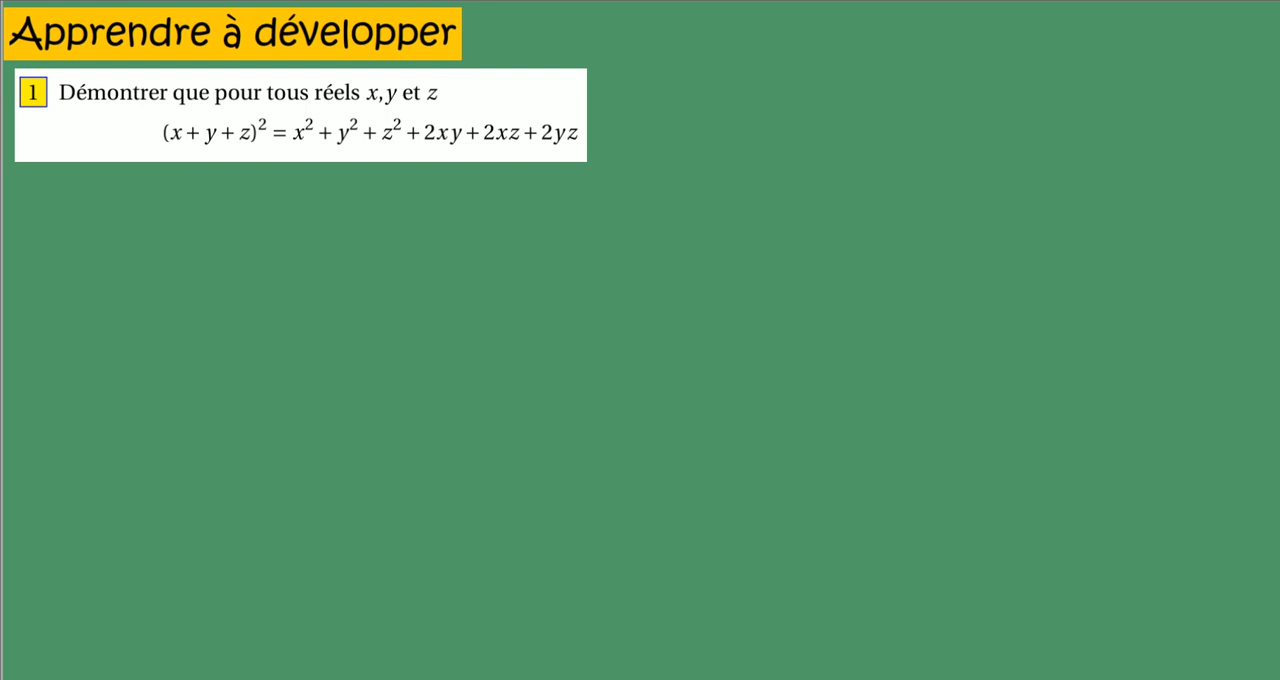 Apprendre à développer
1 Démontrer que pour tous réels x, y et z
(x + y + z)² = x² + y² + z² + 2xy + 2xz + 2yz